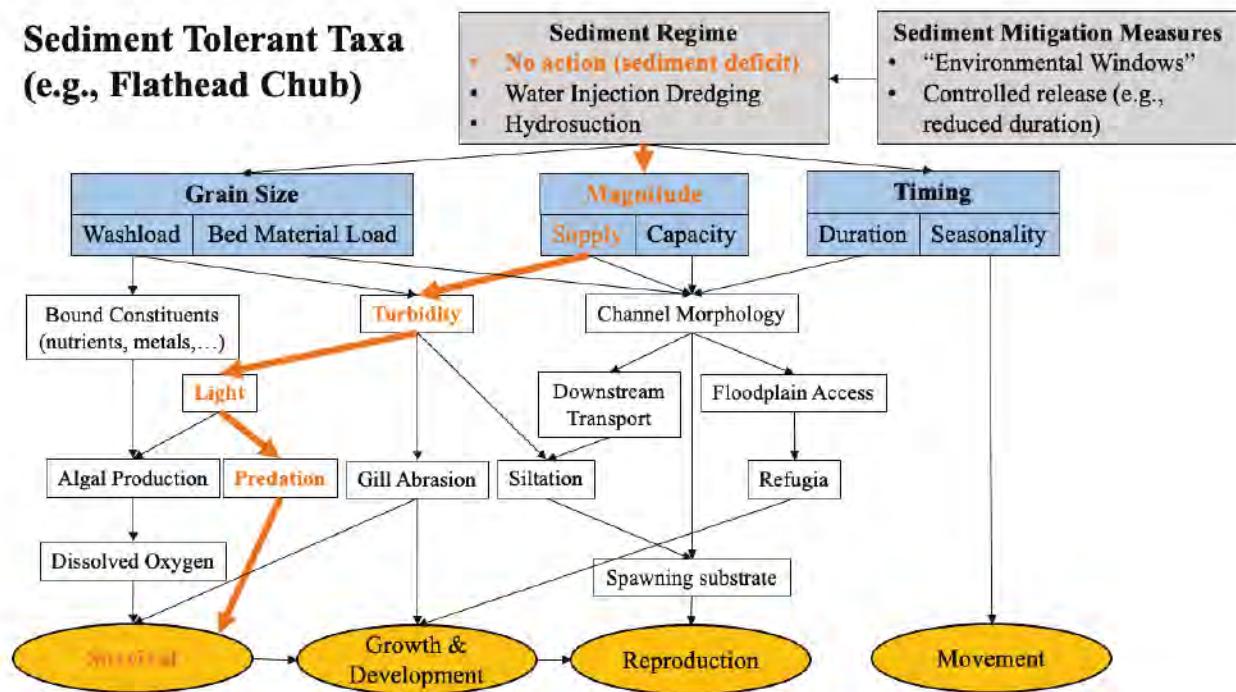 Sediment Tolerant Taxa
(e.g., Flathead Chub)
Sediment Regime
• No action (sediment deficit)
• Water Injection Dredging
• Hydrosuction
Sediment Mitigation Measures
• “Environmental Windows”
• Controlled release (e.g.,
reduced duration)
Grain Size
Washload
Bed Material Load
Magnitude
Supply
Capacity
Timing
Duration
Seasonality
Bound Constituents
(nutrients, metals,…)
Turbidity
Channel Morphology
Light
Downstream
Transport
Floodplain Access
Algal Production
Predation
Gill Abrasion
Siltation
Refugia
Dissolved Oxygen
Spawning substrate
Survival
Growth &
Development
Reproduction
Movement